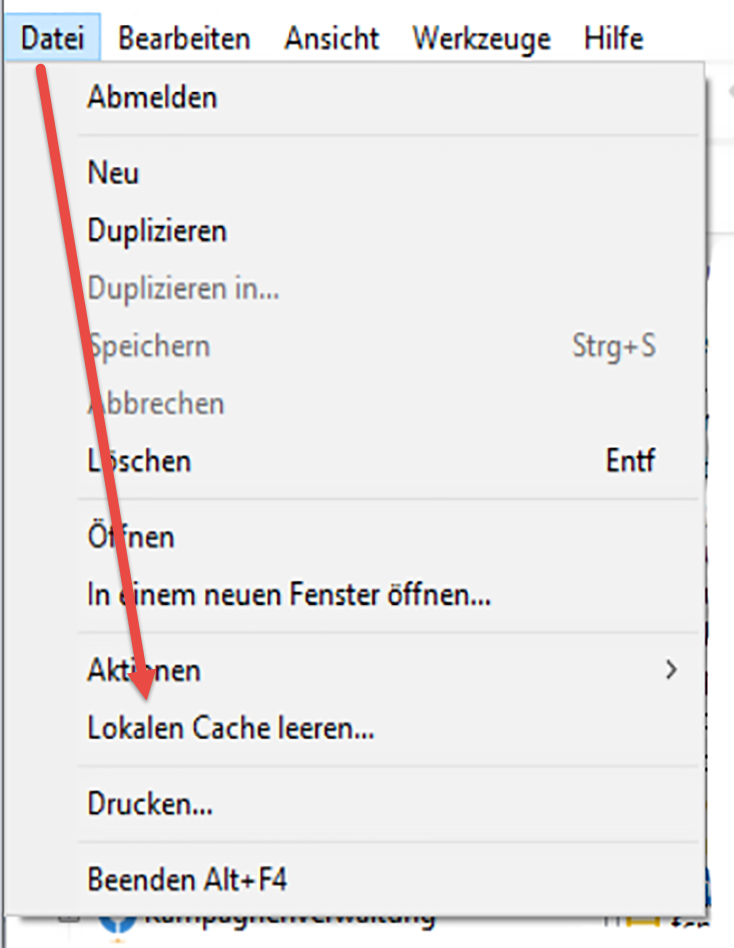 Datei Bearbeiten Ansicht Werkzeuge Hilfe
Abmelden
Neu
Duplizieren
Duplizieren in...
Speichern Strg+S
Abbrechen
Löschen Entf
Öffnen
In einem neuen Fenster öffnen...
Aktionen
Lokalen Cache leeren...
Drucken...
Beenden Alt+F4
Kampagnenverwaltung